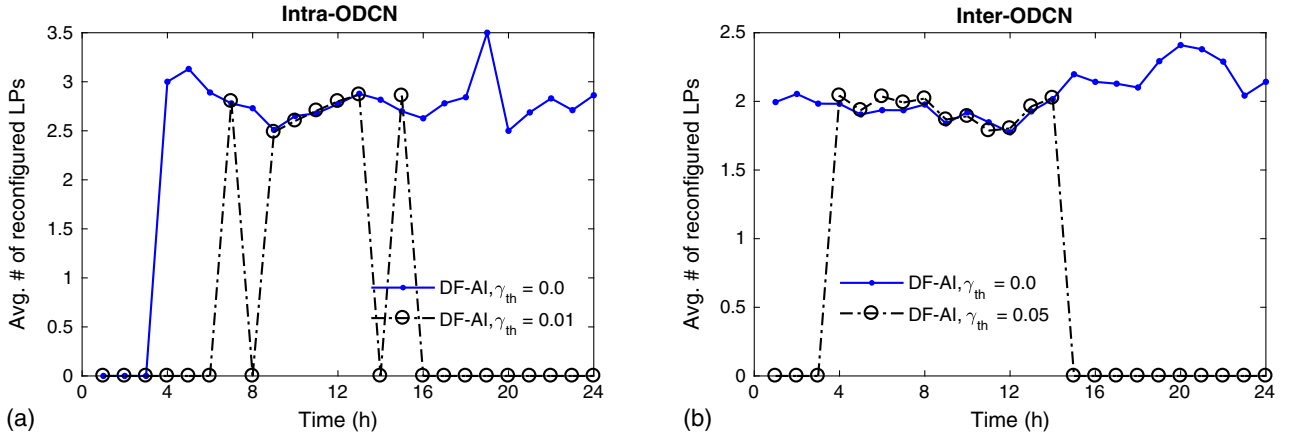 Intra-ODCN
3.5
3
2.5
2
1.5
1
0.5
0
Avg. # of reconfigured LPs
DF-AI,γth = 0.0
DF-AI,γth = 0.01
0 4 8 12 16 20 24
Time (h)
(a)
Inter-ODCN
2.5
2
1.5
1
0.5
0
Avg. # of reconfigured LPs
DF-AI, γth = 0.0
DF-AI, γth = 0.05
0 4 8 12 16 20 24
Time (h)
(b)